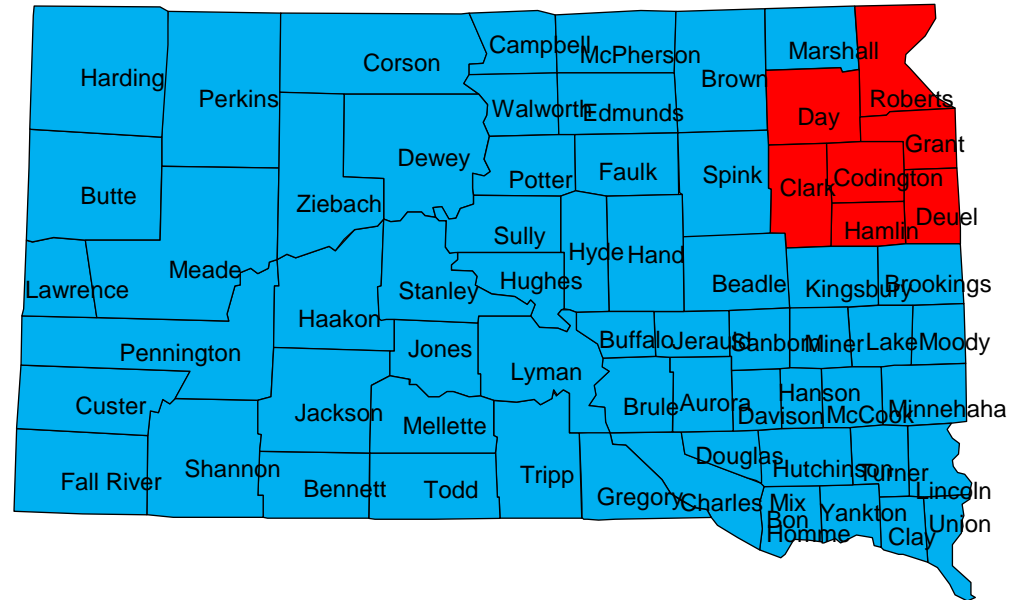 Harding
Perkins
Corson
Campbell
McPherson
Brown
Marshall
Roberts
Walworth
Edmunds
Day
Grant
Butte
Ziebach
Dewey
Potter
Faulk
Spink
Clark
Codington
Deuel
Hamlin
Lawrence
Meade
Sully
Hyde
Hand
Haakon
Stanley
Hughes
Beadle
Kingsbury
Brookings
Pennington
Jones
Lyman
Buffalo
Jerauld
Sanborn
Miner
Lake
Moody
Custer
Jackson
Mellette
Brule
Aurora
Davison
Hanson
McCook
Minnehaha
Fall River
Shannon
Bennett
Todd
Tripp
Gregory
Charles
Mix
Douglas
Hutchinson
Turner
Lincoln
Bon
Homme
Yankton
Clay
Union